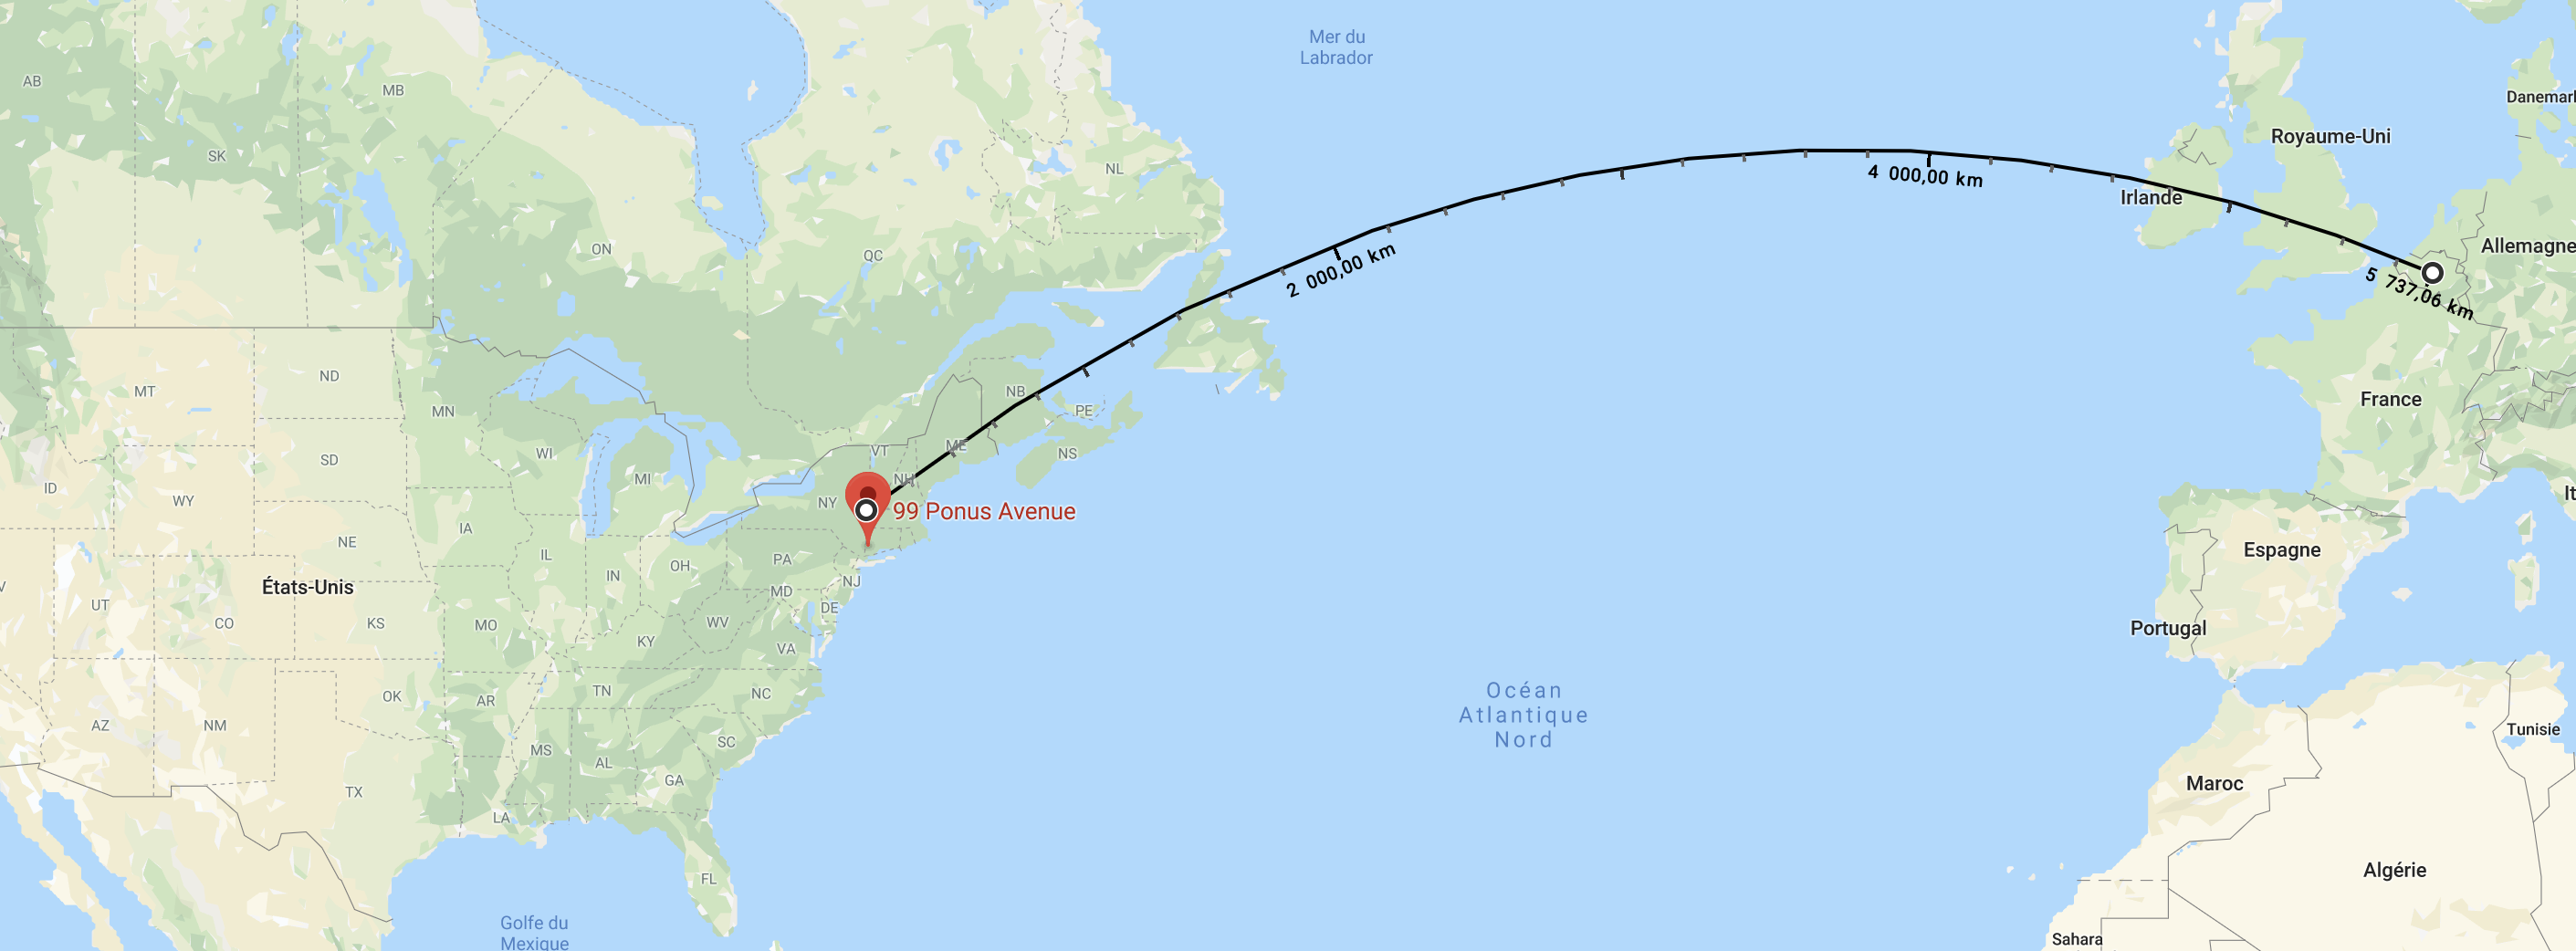 Mer du
Labrador
AB
MB
SK
NL
Danemark
Royaume-Uni
4 000,00 km
Irlande
ON
QC
Allemagne
2 000,00 km
5 737,06 km
MT
ND
MN
NB
PE
France
VT
ME
NS
WI
SD
MI
NH
ID
WY
NY
99 Ponus Avenue
IA
NE
IL
PA
Espagne
OH
IN
NJ
États-Unis
MD
UT
DE
CO
KS
MO
WV
KY
VA
Portugal
OK
AR
TN
NC
Océan
Atlantique
Nord
AZ
NM
MS
SC
Tunisie
AL
GA
Maroc
TX
LA
FL
Algérie
Golfe du
Mexique
Sahara